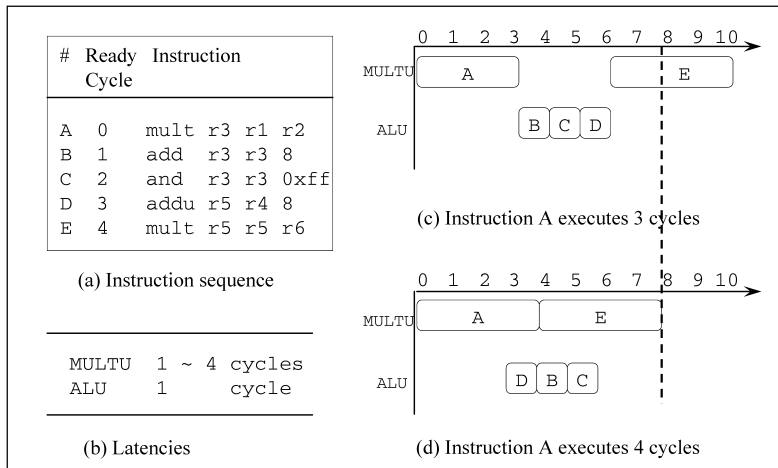 # Ready Instruction
Cycle
A 0 mult r3 r1 r2
B 1 add r3 r3 8
C 2 and r3 r3 0xff
D 3 addu r5 r4 8
E 4 mult r5 r5 r6
(a) Instruction sequence
MULTU 1 ~ 4 cycles
ALU 1 cycle
(b) Latencies
0 1 2 3 4 5 6 7 8 9 10
MULTU A E
ALU B C D
(c) Instruction A executes 3 cycles
0 1 2 3 4 5 6 7 8 9 10
MULTU A E
ALU D B C
(d) Instruction A executes 4 cycles